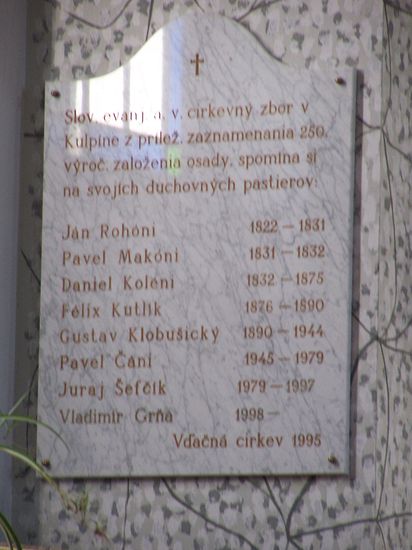 Slov. evanj. a. v. cirkevný zbor v
Kulpíne z prílež. zaznamenania 250.
výroč. založenia osady, spomína si
na svojich duchovných pastierov:
Ján Rohóni 1822 – 1831
Pavel Makóni 1831 – 1832
Daniel Koléni 1832 – 1875
Félix Kutlík 1876 – 1890
Gustav Klobušický 1890 – 1944
Pavel Čáni 1945 – 1979
Juraj Šefčík 1979 – 1997
Vladimír Grňa 1998 –
Vďačná cirkev 1995